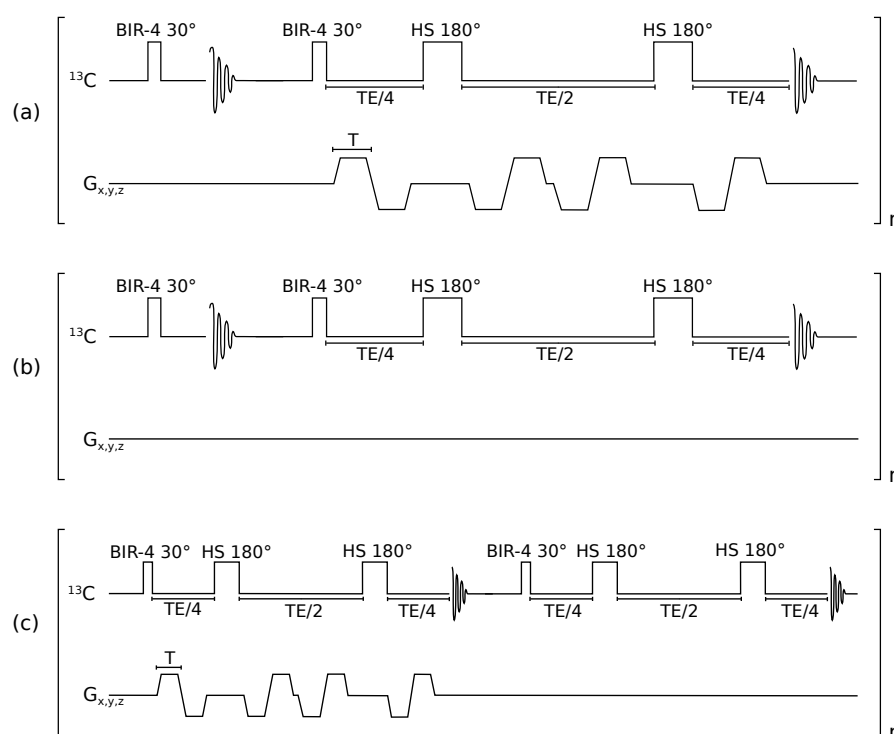 BIR-4 30° BIR-4 30° HS 180° HS 180°
¹³C
TE/4 TE/2 TE/4
(a)
T
Gx,y,z
BIR-4 30° BIR-4 30° HS 180° HS 180°
¹³C
TE/4 TE/2 TE/4
(b)
Gx,y,z
BIR-4 30° HS 180° HS 180° BIR-4 30° HS 180° HS 180°
¹³C
TE/4 TE/2 TE/4 TE/4 TE/2 TE/4
(c)
T
Gx,y,z